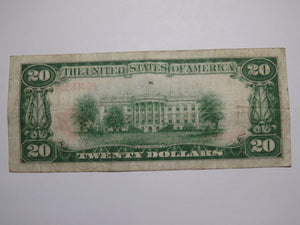 20 THE UNITED STATES OF AMERICA 20
20 TWENTY DOLLARS 20